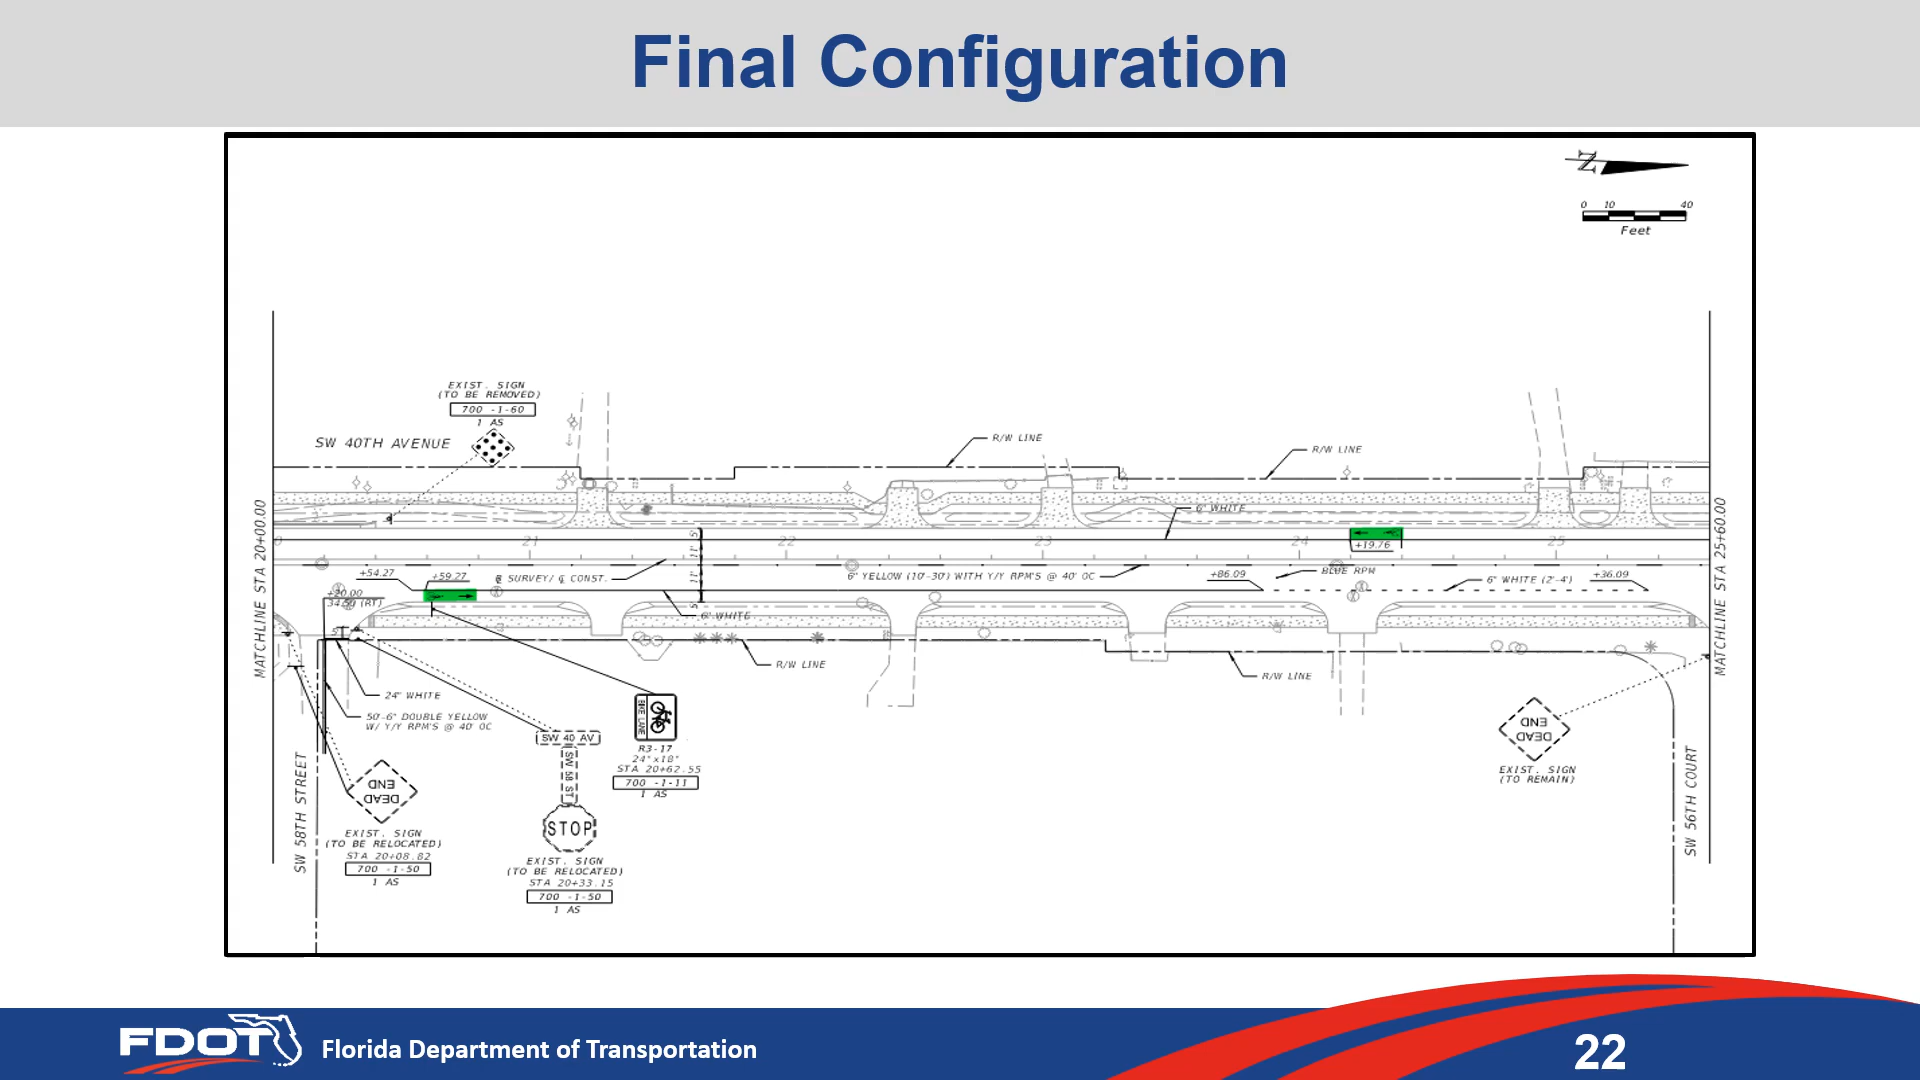 Final Configuration
N
0 10 40
Feet
EXIST. SIGN
(TO BE REMOVED)
700 -1-60
1 AS
SW 40TH AVENUE
R/W LINE
R/W LINE
6" WHITE
MATCHLINE STA 20+00.00
MATCHLINE STA 25+60.00
21 22 23 24 25
5'
11'
11'
5'
+19.76
+54.27
+59.27
SURVEY/ CONST.
6" YELLOW (10'-30') WITH Y/Y RPM'S @ 40' OC
+86.09
BLUE RPM
6" WHITE (2'-4')
+36.09
+20.00
34.50 (RT)
6" WHITE
R/W LINE
R/W LINE
24" WHITE
50'-6" DOUBLE YELLOW
W/ Y/Y RPM'S @ 40' OC
BIKE LANE
R3-17
24"x18"
STA 20+62.55
700 -1-11
1 AS
SW 40 AV
SW 58 ST
STOP
EXIST. SIGN
(TO BE RELOCATED)
STA 20+33.15
700 -1-50
1 AS
DEAD
END
EXIST. SIGN
(TO BE RELOCATED)
STA 20+08.82
700 -1-50
1 AS
SW 58TH STREET
DEAD
END
EXIST. SIGN
(TO REMAIN)
SW 56TH COURT
FDOT
Florida Department of Transportation
22